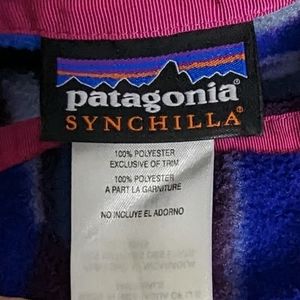 patagonia®
SYNCHILLA®
100% POLYESTER
EXCLUSIVE OF TRIM
100% POLYESTER
A PART LA GARNITURE
NO INCLUYE EL ADORNO